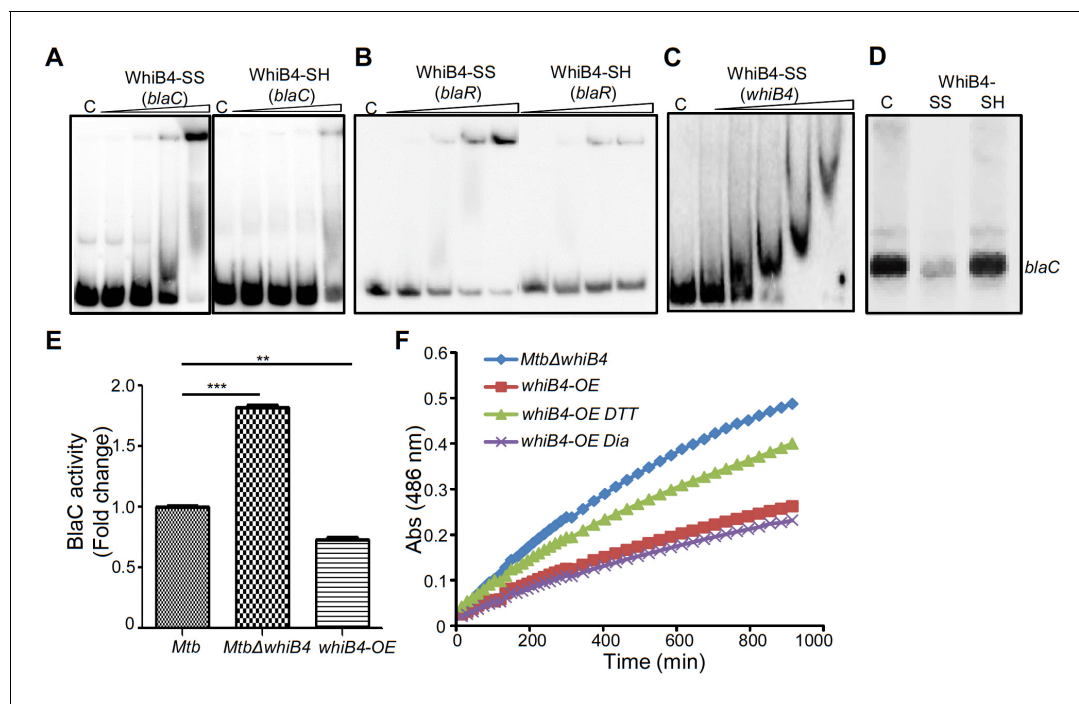 A
WhiB4-SS
(blaC)
C
WhiB4-SH
(blaC)
C
B
WhiB4-SS
(blaR)
C
WhiB4-SH
(blaR)
C
WhiB4-SS
(whiB4)
C
D
WhiB4-
C SS SH
blaC
E
BlaC activity
(Fold change)
2.0
1.0
0.5
0
***
**
Mtb MtbΔwhiB4 whiB4-OE
F
Abs (486 nm)
0.6
0.5
0.4
0.3
0.2
0.1
0
MtbΔwhiB4
whiB4-OE
whiB4-OE DTT
whiB4-OE Dia
0 200 400 600 800 1000
Time (min)